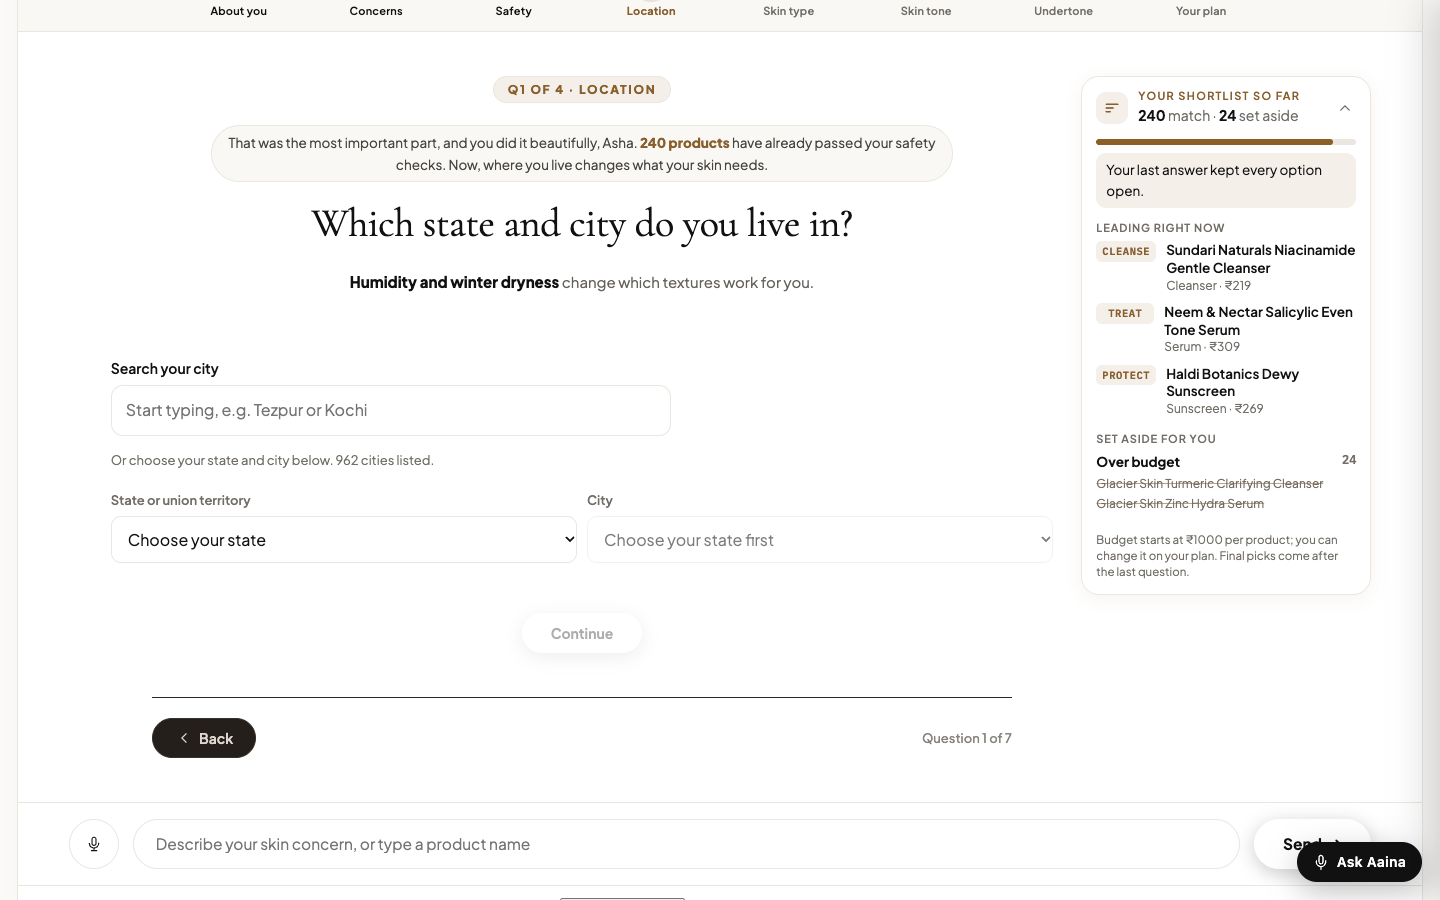 About you
Concerns
Safety
Location
Skin type
Skin tone
Undertone
Your plan
Q1 OF 4 · LOCATION
That was the most important part, and you did it beautifully, Asha. 240 products have already passed your safety
checks. Now, where you live changes what your skin needs.
Which state and city do you live in?
Humidity and winter dryness change which textures work for you.
Search your city
Start typing, e.g. Tezpur or Kochi
Or choose your state and city below. 962 cities listed.
State or union territory
City
Choose your state
Choose your state first
Continue
Back
Question 1 of 7
YOUR SHORTLIST SO FAR
240 match · 24 set aside
Your last answer kept every option
open.
LEADING RIGHT NOW
CLEANSE
Sundari Naturals Niacinamide
Gentle Cleanser
Cleanser · ₹219
TREAT
Neem & Nectar Salicylic Even
Tone Serum
Serum · ₹309
PROTECT
Haldi Botanics Dewy
Sunscreen
Sunscreen · ₹269
SET ASIDE FOR YOU
Over budget
24
Glacier Skin Turmeric Clarifying Cleanser
Glacier Skin Zinc Hydra Serum
Budget starts at ₹1000 per product; you can
change it on your plan. Final picks come after
the last question.
Describe your skin concern, or type a product name
Ask Aaina